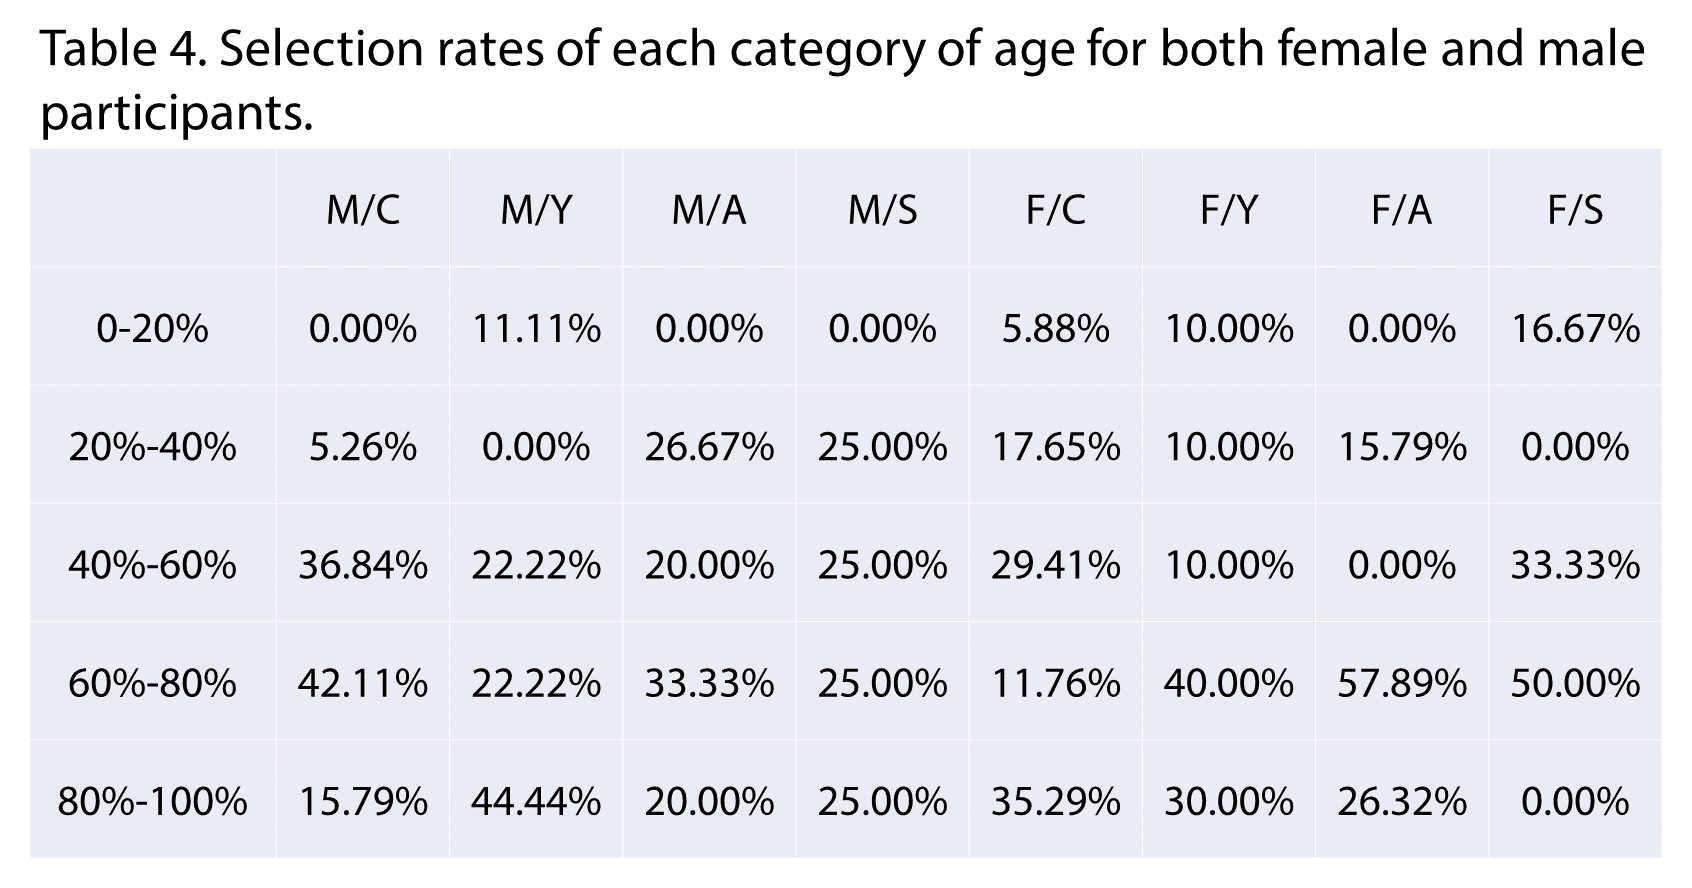 Table 4. Selection rates of each category of age for both female and male
participants.
M/C M/Y M/A M/S F/C F/Y F/A F/S
0-20% 0.00% 11.11% 0.00% 0.00% 5.88% 10.00% 0.00% 16.67%
20%-40% 5.26% 0.00% 26.67% 25.00% 17.65% 10.00% 15.79% 0.00%
40%-60% 36.84% 22.22% 20.00% 25.00% 29.41% 10.00% 0.00% 33.33%
60%-80% 42.11% 22.22% 33.33% 25.00% 11.76% 40.00% 57.89% 50.00%
80%-100% 15.79% 44.44% 20.00% 25.00% 35.29% 30.00% 26.32% 0.00%